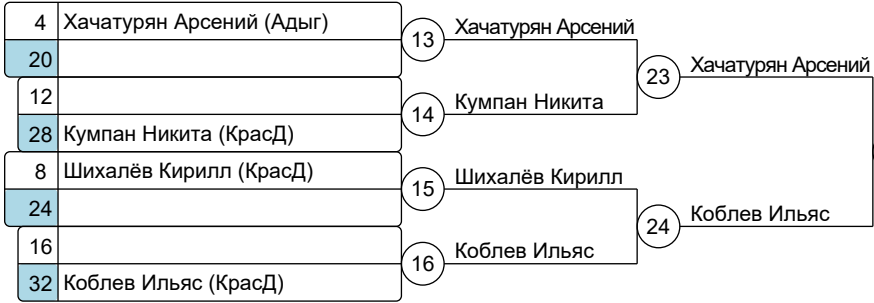 4 Хачатурян Арсений (Адыг)
20
13 Хачатурян Арсений
12
28 Кумпан Никита (КрасД)
14 Кумпан Никита
23 Хачатурян Арсений
8 Шихалёв Кирилл (КрасД)
24
15 Шихалёв Кирилл
16
32 Коблев Ильяс (КрасД)
16 Коблев Ильяс
24 Коблев Ильяс